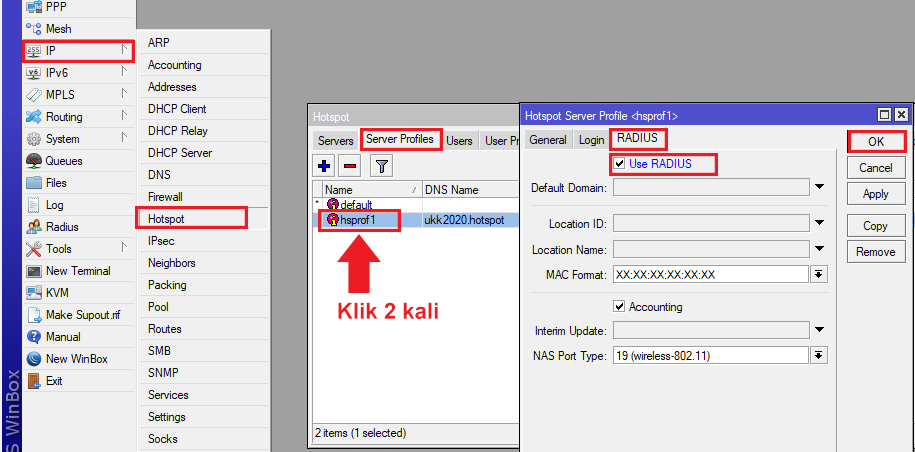 PPP
Mesh
IP
IPv6
MPLS
Routing
System
Queues
Files
Log
Radius
Tools
New Terminal
KVM
Make Supout.rif
Manual
New WinBox
Exit
S WinBox
ARP
Accounting
Addresses
DHCP Client
DHCP Relay
DHCP Server
DNS
Firewall
Hotspot
IPsec
Neighbors
Packing
Pool
Routes
SMB
SNMP
Services
Settings
Socks
Hotspot
Servers Server Profiles Users User Pr
Name DNS Name
* default
hsprof1 ukk2020.hotspot
Klik 2 kali
2 items (1 selected)
Hotspot Server Profile <hsprof1>
General Login RADIUS
Use RADIUS
Default Domain:
Location ID:
Location Name:
MAC Format: XX:XX:XX:XX:XX:XX
Accounting
Interim Update:
NAS Port Type: 19 (wireless-802.11)
OK
Cancel
Apply
Copy
Remove